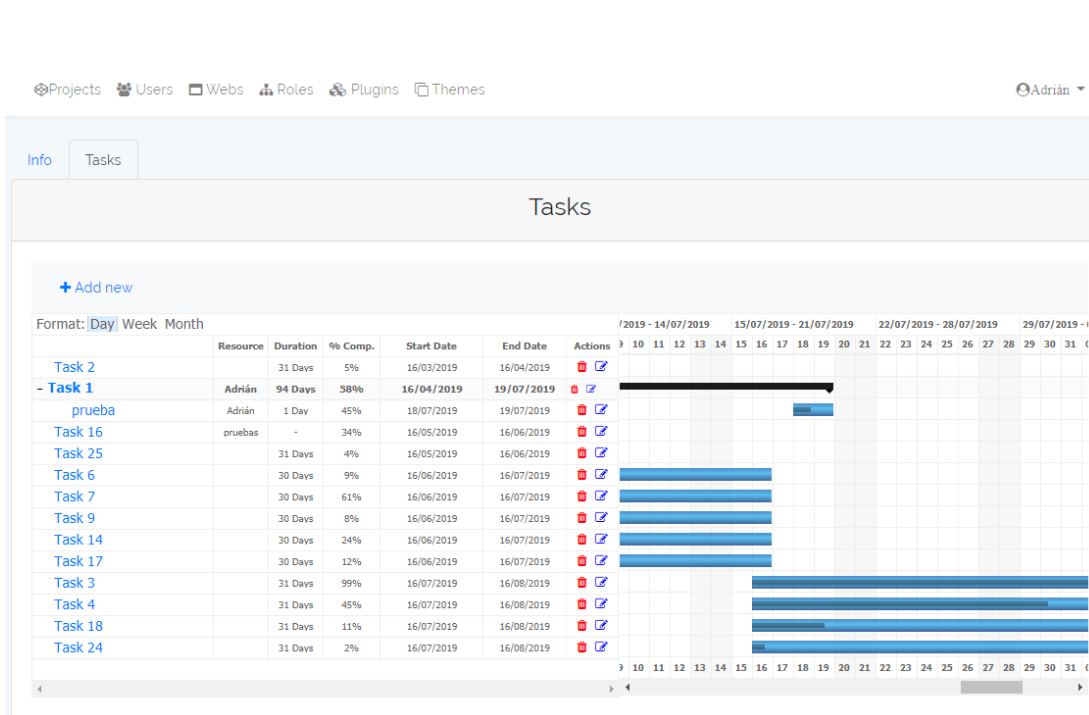 Projects Users Webs Roles Plugins Themes Adrián
Info Tasks
Tasks
Add new
Format: Day Week Month /2019 - 14/07/2019 15/07/2019 - 21/07/2019 22/07/2019 - 28/07/2019 29/07/2019 -
Resource Duration % Comp. Start Date End Date Actions 10 11 12 13 14 15 16 17 18 19 20 21 22 23 24 25 26 27 28 29 30 31
Task 2 31 Days 5% 16/03/2019 16/04/2019
- Task 1 Adrián 94 Days 58% 16/04/2019 19/07/2019
prueba Adrián 1 Day 45% 18/07/2019 19/07/2019
Task 16 pruebas - 34% 16/05/2019 16/06/2019
Task 25 31 Days 4% 16/05/2019 16/06/2019
Task 6 30 Days 9% 16/06/2019 16/07/2019
Task 7 30 Days 61% 16/06/2019 16/07/2019
Task 9 30 Days 8% 16/06/2019 16/07/2019
Task 14 30 Days 24% 16/06/2019 16/07/2019
Task 17 30 Days 12% 16/06/2019 16/07/2019
Task 3 31 Days 99% 16/07/2019 16/08/2019
Task 4 31 Days 45% 16/07/2019 16/08/2019
Task 18 31 Days 11% 16/07/2019 16/08/2019
Task 24 31 Days 2% 16/07/2019 16/08/2019
10 11 12 13 14 15 16 17 18 19 20 21 22 23 24 25 26 27 28 29 30 31